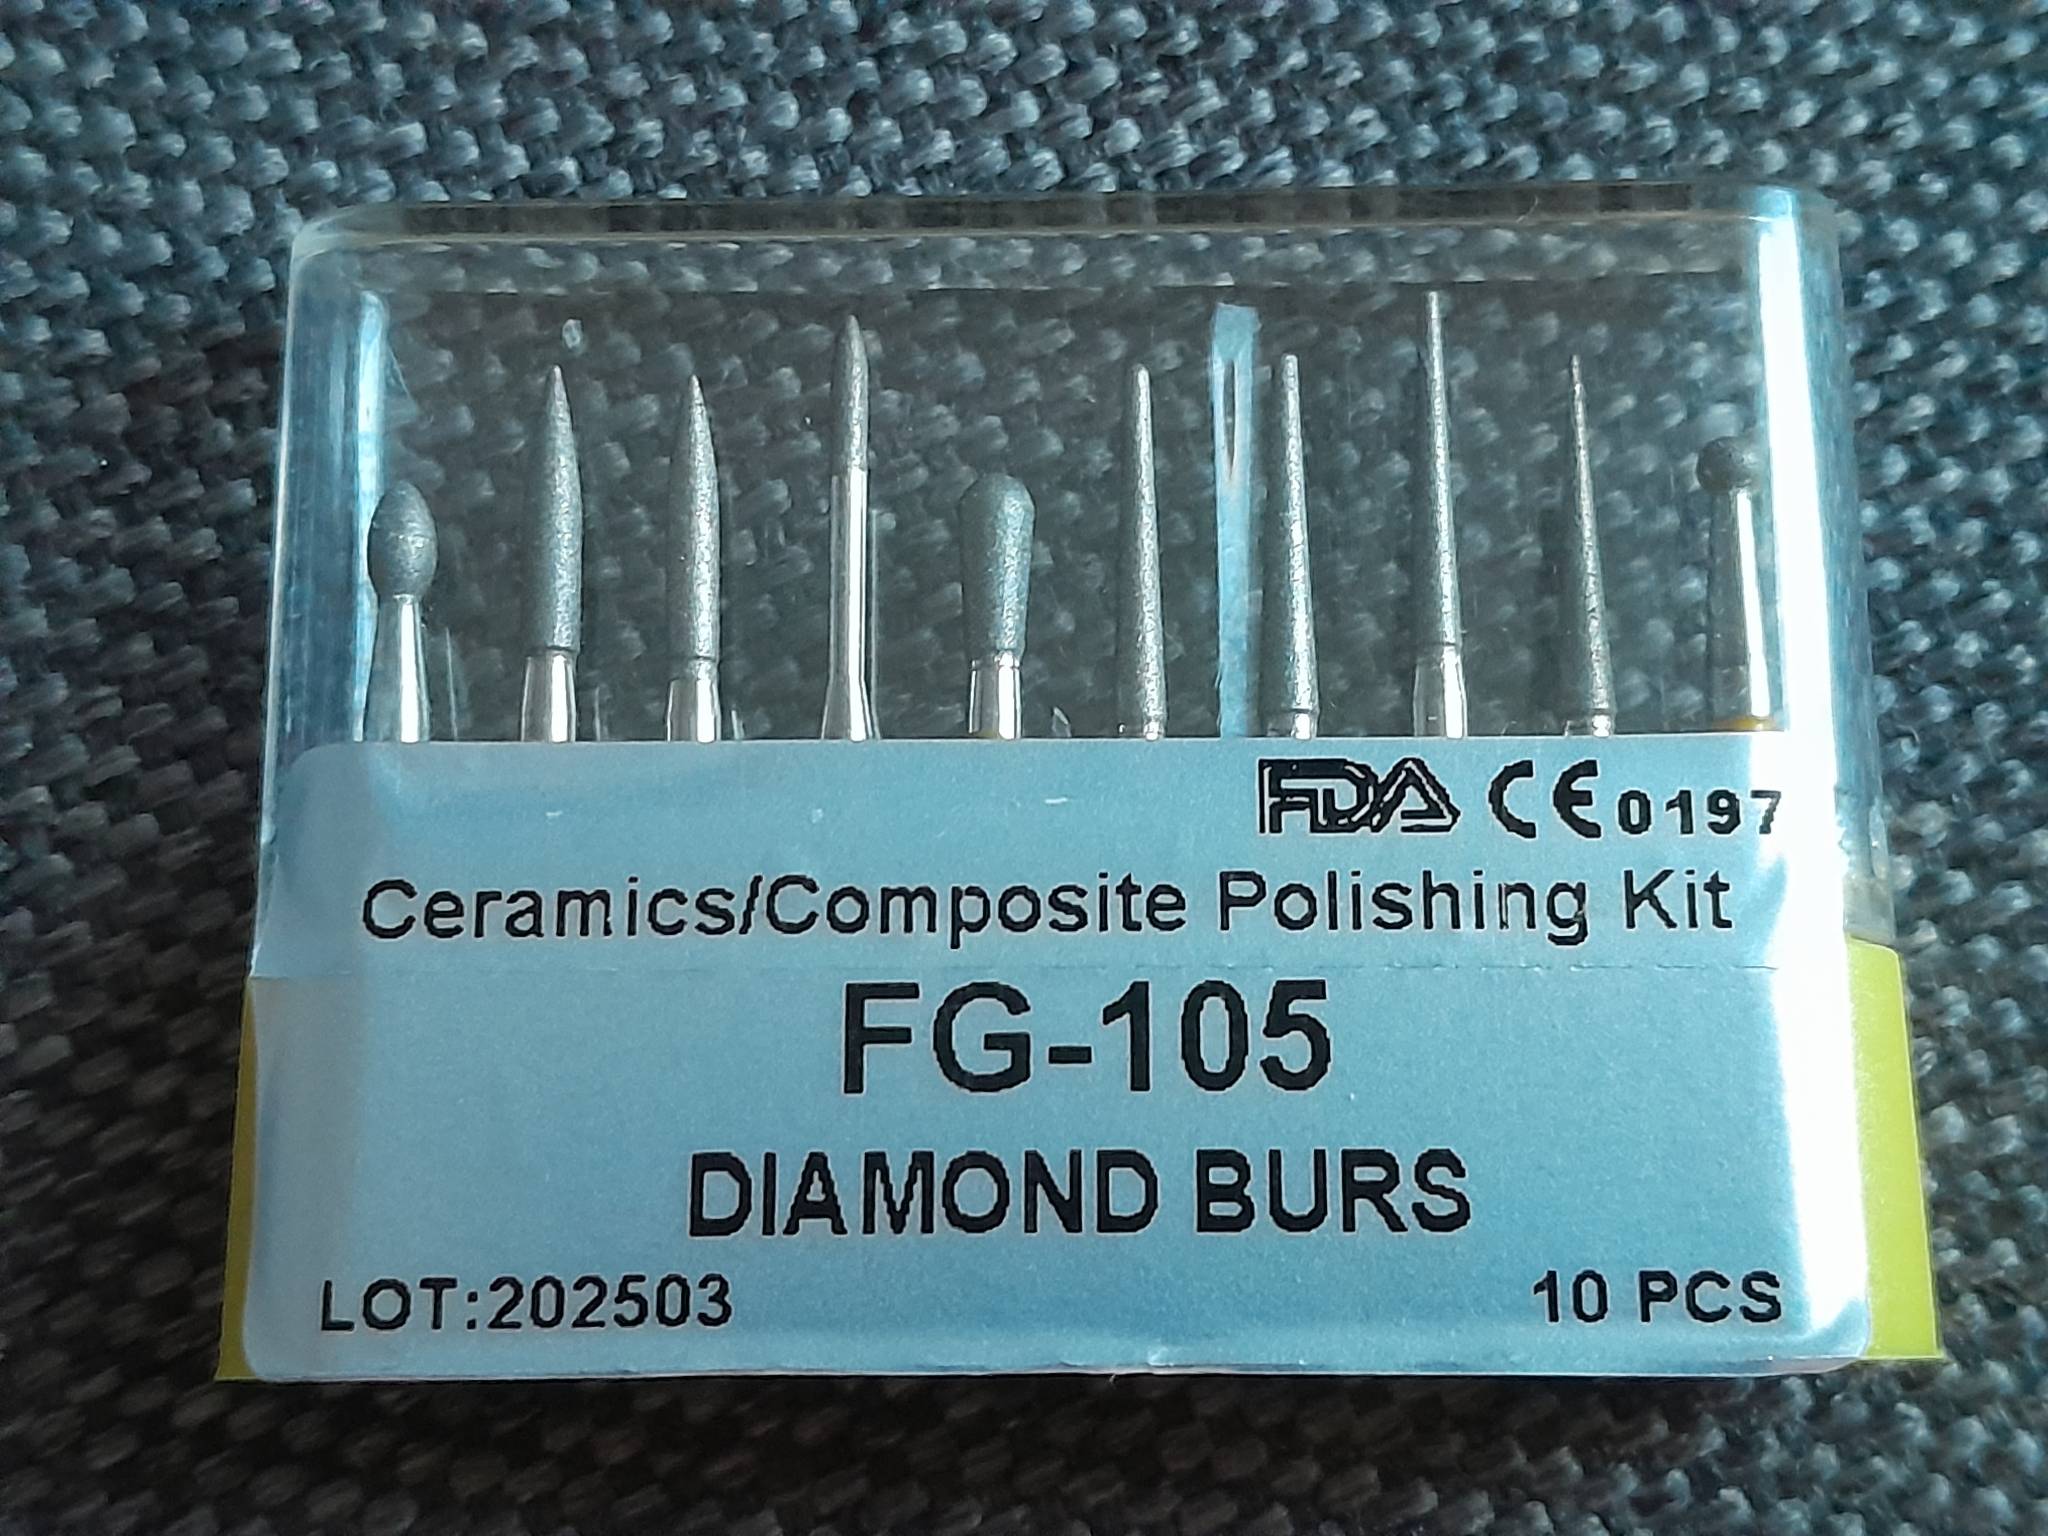 FDA CE 0197
Ceramics/Composite Polishing Kit
FG-105
DIAMOND BURS
LOT:202503 10 PCS